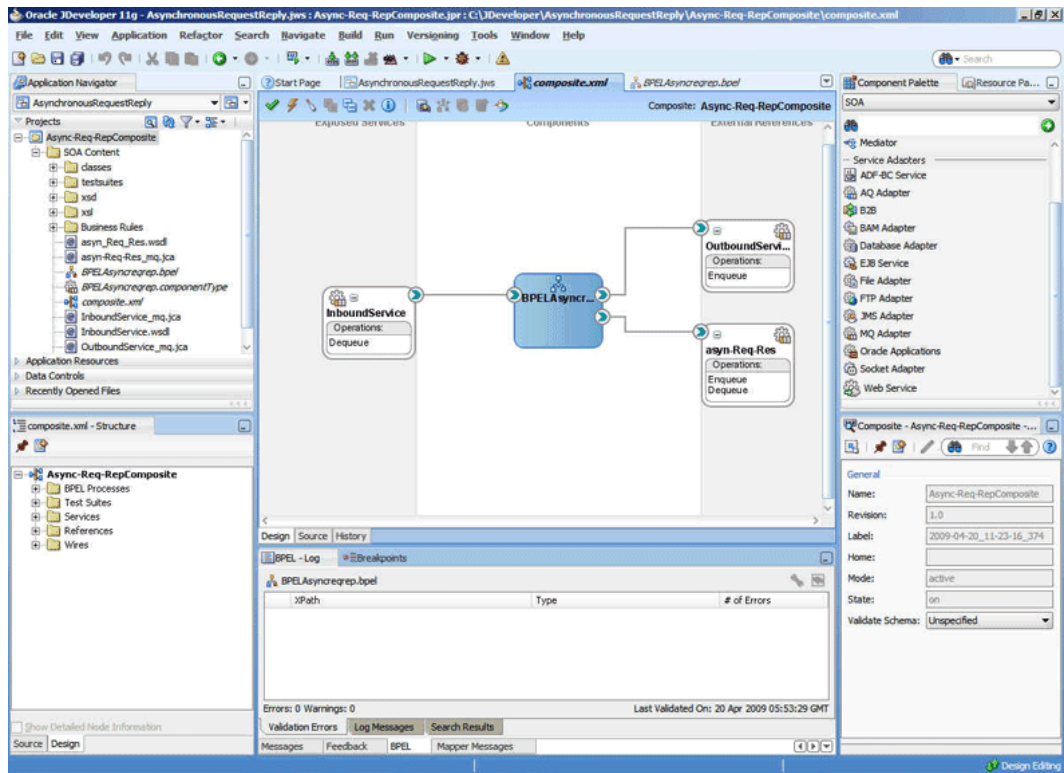 Oracle JDeveloper 11g - AsynchronousRequestReply.jws : Async-Req-RepComposite.jpr : C:\JDeveloper\AsynchronousRequestReply\Async-Req-RepComposite\composite.xml
File Edit View Application Refactor Search Navigate Build Run Versioning Tools Window Help
Search
Application Navigator
AsynchronousRequestReply
Projects
Async-Req-RepComposite
SOA Content
classes
testsuites
xsd
xsl
Business Rules
asyn_Req_Res.wsdl
asyn-Req-Res_mq.jca
BPELAsyncreqrep.bpel
BPELAsyncreqrep.componentType
composite.xml
InboundService_mq.jca
InboundService.wsdl
OutboundService_mq.jca
Application Resources
Data Controls
Recently Opened Files
composite.xml - Structure
Async-Req-RepComposite
BPEL Processes
Test Suites
Services
References
Wires
Show Detailed Node Information
Source Design
Start Page AsynchronousRequestReply.jws composite.xml BPELAsyncreqrep.bpel
Composite: Async-Req-RepComposite
Exposed Services Components External References
InboundService
Operations:
Dequeue
BPELAsyncr...
OutboundServi...
Operations:
Enqueue
asyn-Req-Res
Operations:
Enqueue
Dequeue
Design Source History
BPEL - Log Breakpoints
BPELAsyncreqrep.bpel
XPath Type # of Errors
Errors: 0 Warnings: 0 Last Validated On: 20 Apr 2009 05:53:29 GMT
Validation Errors Log Messages Search Results
Messages Feedback BPEL Mapper Messages
Component Palette Resource Pa...
SOA
Mediator
Service Adapters
ADF-BC Service
AQ Adapter
B2B
BAM Adapter
Database Adapter
EJB Service
File Adapter
FTP Adapter
JMS Adapter
MQ Adapter
Oracle Applications
Socket Adapter
Web Service
Composite - Async-Req-RepComposite -...
Find
General
Name: Async-Req-RepComposite
Revision: 1.0
Label: 2009-04-20_11-23-16_374
Home:
Mode: active
State: on
Validate Schema: Unspecified
Design Editing